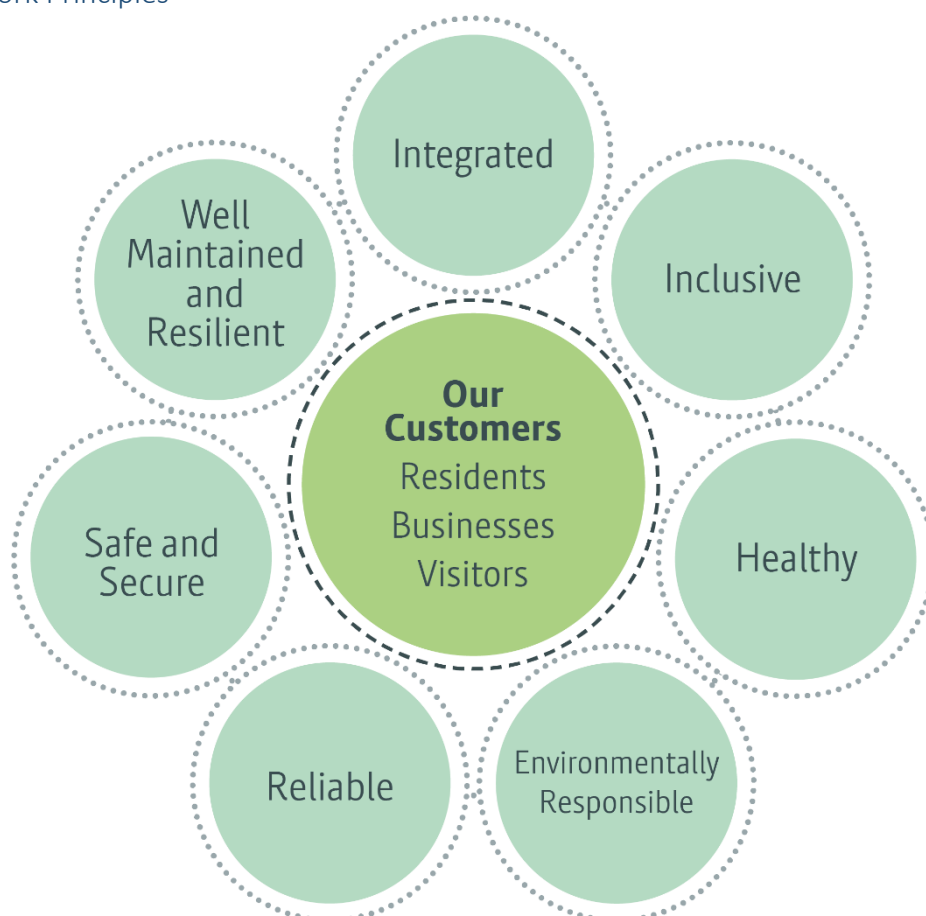 Principles
Integrated
Well
Maintained
and
Resilient
Inclusive
Our
Customers
Residents
Businesses
Visitors
Safe and
Secure
Healthy
Reliable
Environmentally
Responsible